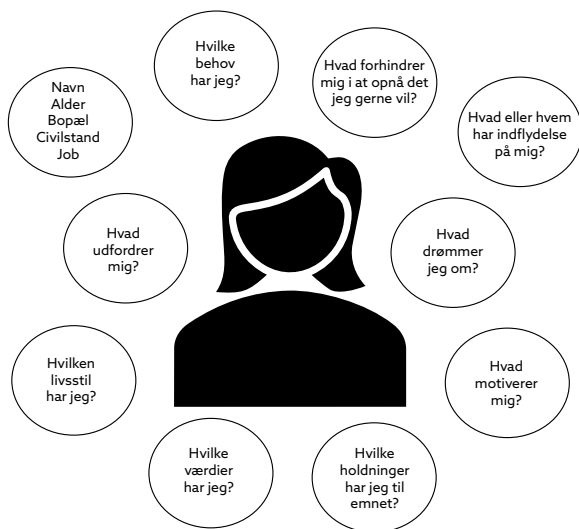 Navn
Alder
Bopæl
Civilstand
Job
Hvilke
behov
har jeg?
Hvad forhindrer
mig i at opnå det
jeg gerne vil?
Hvad eller hvem
har indflydelse
på mig?
Hvad
udfordrer
mig?
Hvad
drømmer
jeg om?
Hvilken
livsstil
har jeg?
Hvad
motiverer
mig?
Hvilke
værdier
har jeg?
Hvilke
holdninger
har jeg til
emnet?